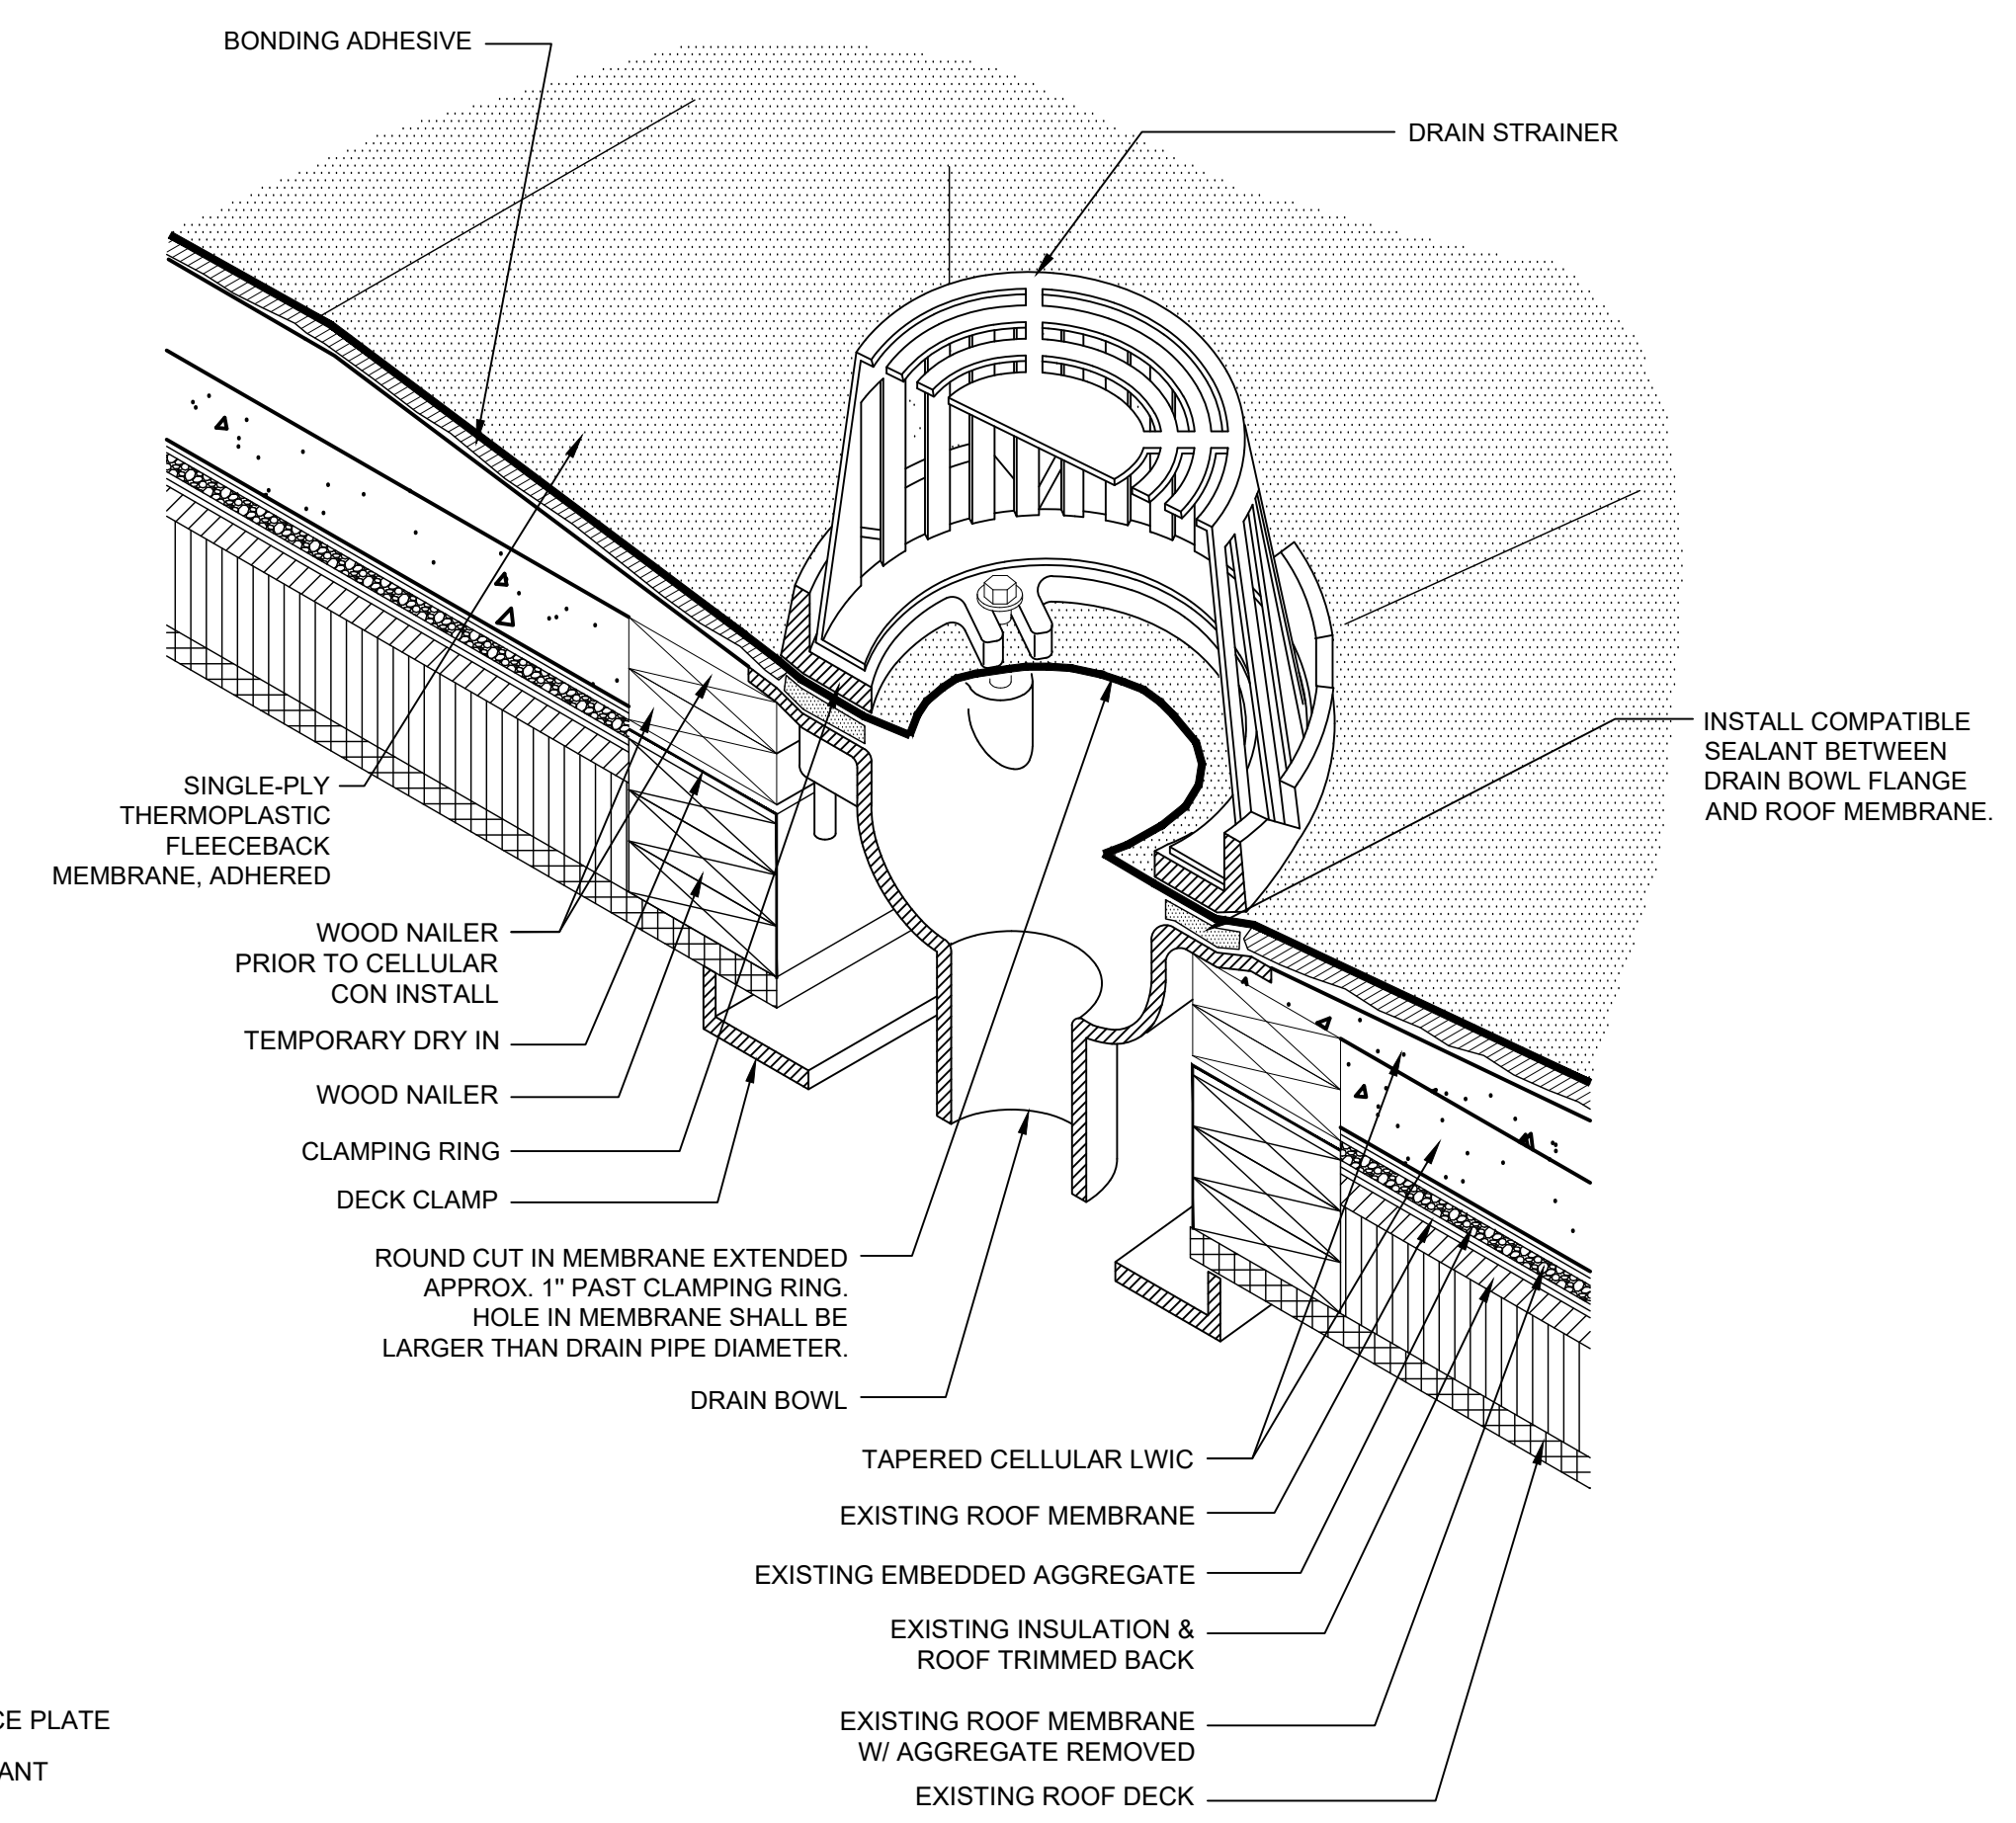 BONDING ADHESIVE
DRAIN STRAINER
INSTALL COMPATIBLE
SEALANT BETWEEN
DRAIN BOWL FLANGE
AND ROOF MEMBRANE.
SINGLE-PLY
THERMOPLASTIC
FLEECEBACK
MEMBRANE, ADHERED
WOOD NAILER
PRIOR TO CELLULAR
CON INSTALL
TEMPORARY DRY IN
WOOD NAILER
CLAMPING RING
DECK CLAMP
ROUND CUT IN MEMBRANE EXTENDED
APPROX. 1" PAST CLAMPING RING.
HOLE IN MEMBRANE SHALL BE
LARGER THAN DRAIN PIPE DIAMETER.
DRAIN BOWL
TAPERED CELLULAR LWIC
EXISTING ROOF MEMBRANE
EXISTING EMBEDDED AGGREGATE
EXISTING INSULATION &
ROOF TRIMMED BACK
EXISTING ROOF MEMBRANE
W/ AGGREGATE REMOVED
EXISTING ROOF DECK
PLATE